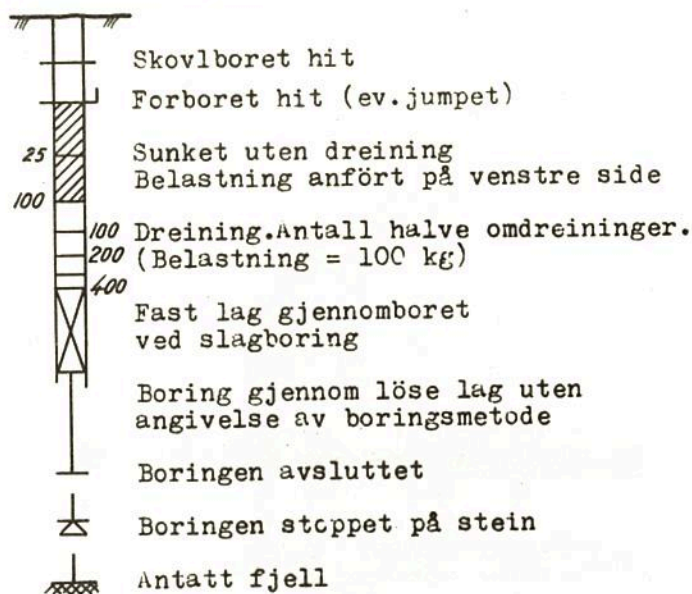 Skovlboret hit
Forboret hit (ev.jumpet)
25 Sunket uten dreining
Belastning anfört på venstre side
100
100 Dreining.Antall halve omdreininger.
200 (Belastning = 100 kg)
400
Fast lag gjennomboret
ved slagboring
Boring gjennom löse lag uten
angivelse av boringsmetode
Boringen avsluttet
Boringen stoppet på stein
Antatt fjell